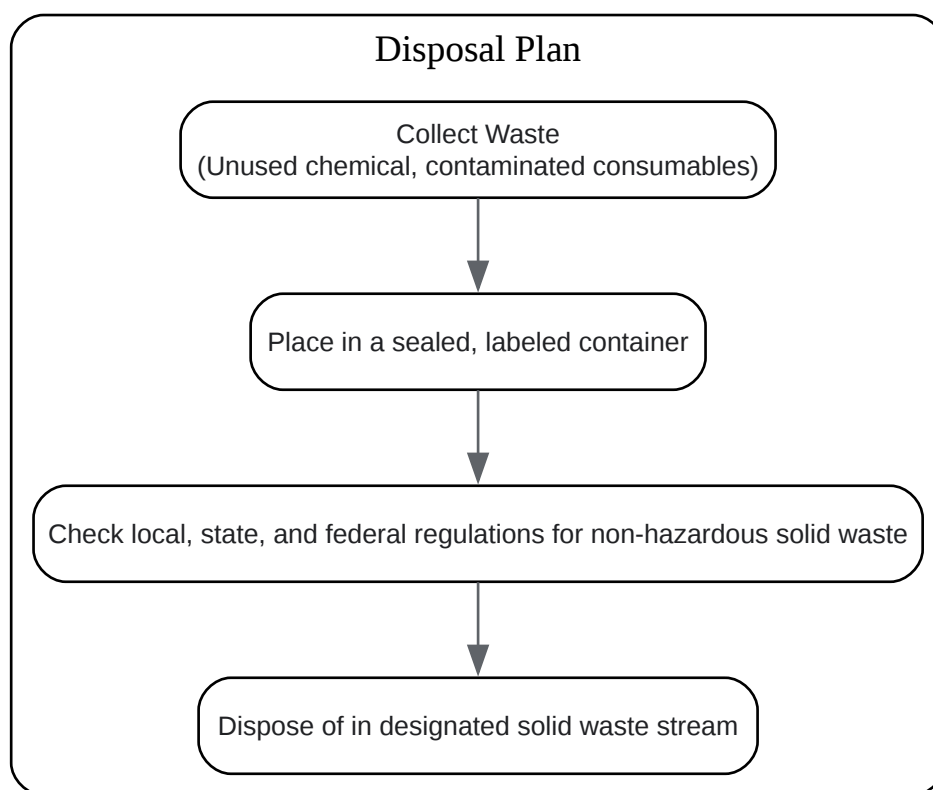 Disposal Plan
Collect Waste
(Unused chemical, contaminated consumables)
Place in a sealed, labeled container
Check local, state, and federal regulations for non-hazardous solid waste
Dispose of in designated solid waste stream